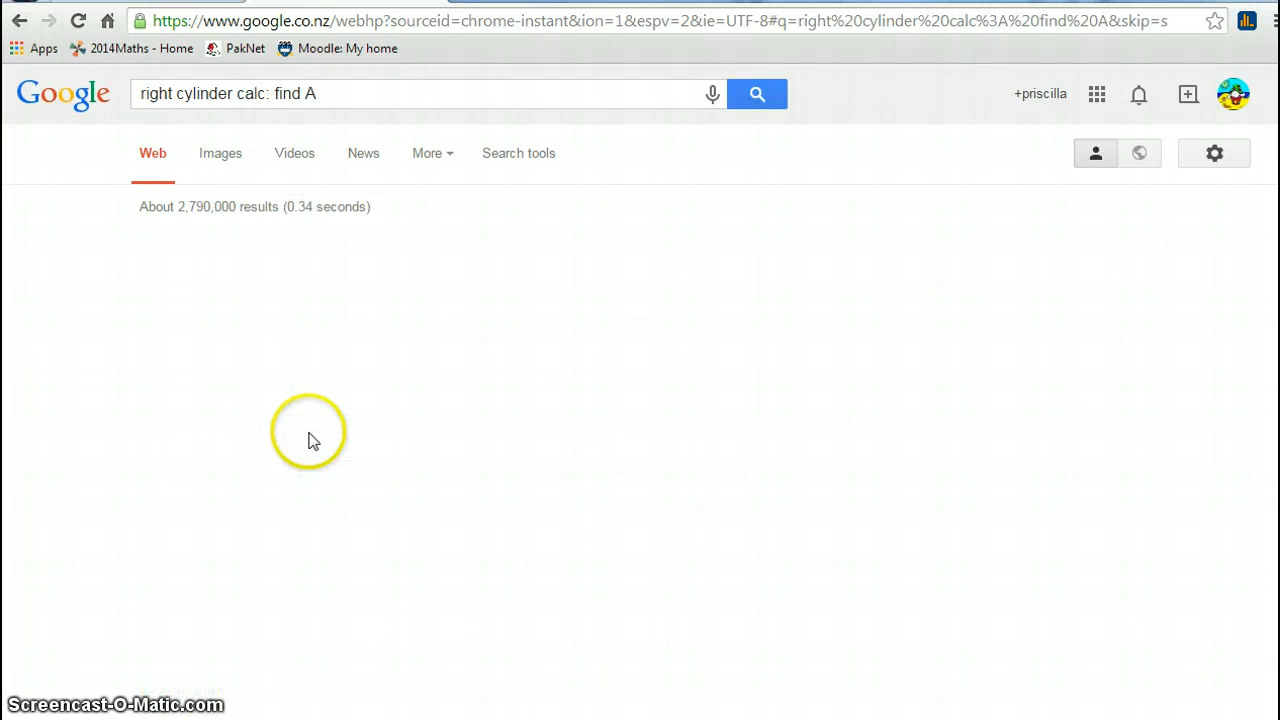 https://www.google.co.nz/webhp?sourceid=chrome-instant&ion=1&espv=2&ie=UTF-8#q=right%20cylinder%20calc%3A%20find%20A&skip=s
Apps 2014Maths - Home PakNet Moodle: My home
Google right cylinder calc: find A +priscilla
Web Images Videos News More Search tools
About 2,790,000 results (0.34 seconds)
Screencast-O-Matic.com